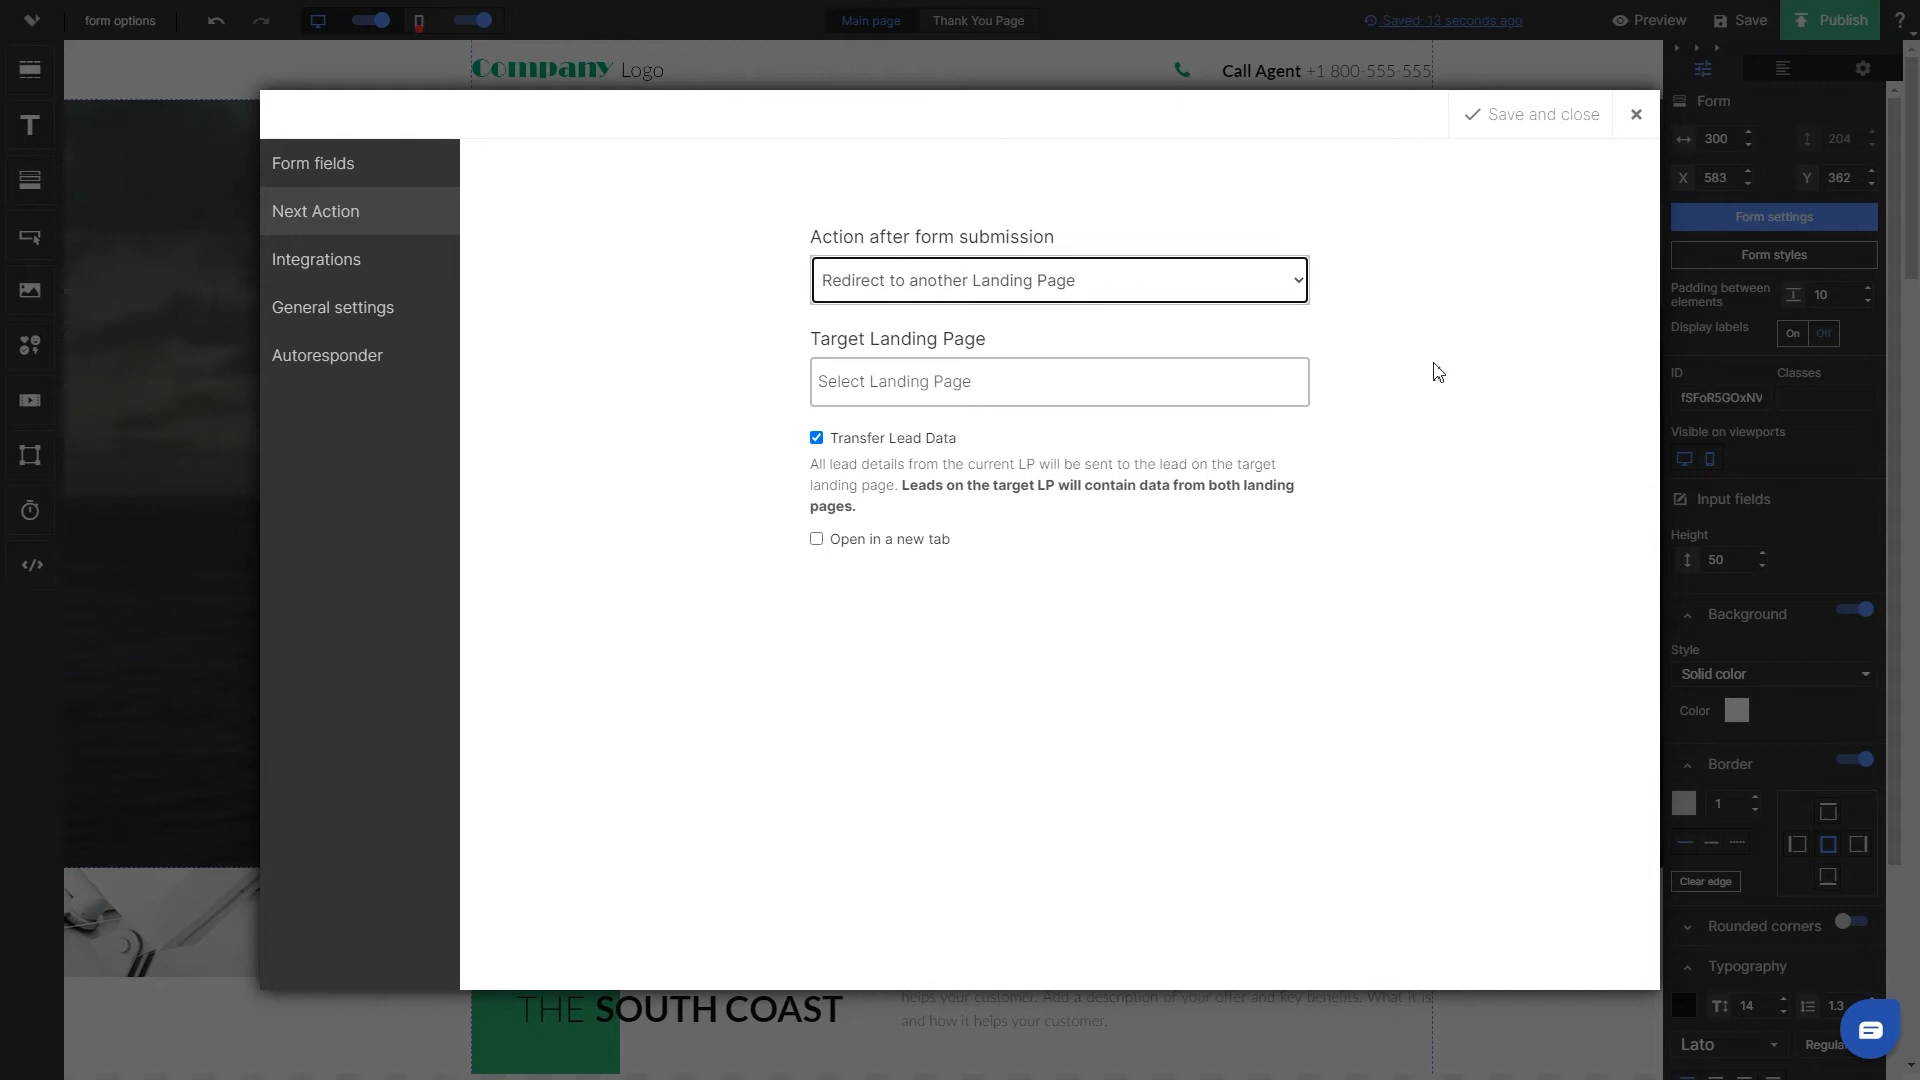 form options
Main page
Thank You Page
Saved: 13 seconds ago
Preview
Save
Publish
?
Company Logo
Call Agent +1 800-555-555
Save and close
Form fields
Next Action
Integrations
General settings
Autoresponder
Action after form submission
Redirect to another Landing Page
Target Landing Page
Select Landing Page
Transfer Lead Data
All lead details from the current LP will be sent to the lead on the target
landing page. Leads on the target LP will contain data from both landing
pages.
Open in a new tab
Form
300
204
X 583
Y 362
Form settings
Form styles
Padding between
elements
10
Display labels
On
Off
ID
Classes
fSFoR5GOxNV
Visible on viewports
Input fields
Height
50
Background
Style
Solid color
Color
Border
1
Clear edge
Rounded corners
Typography
14
1.3
Lato
THE SOUTH COAST
helps your customer. Add a description of your offer and key benefits. What it is
and how it helps your customer.